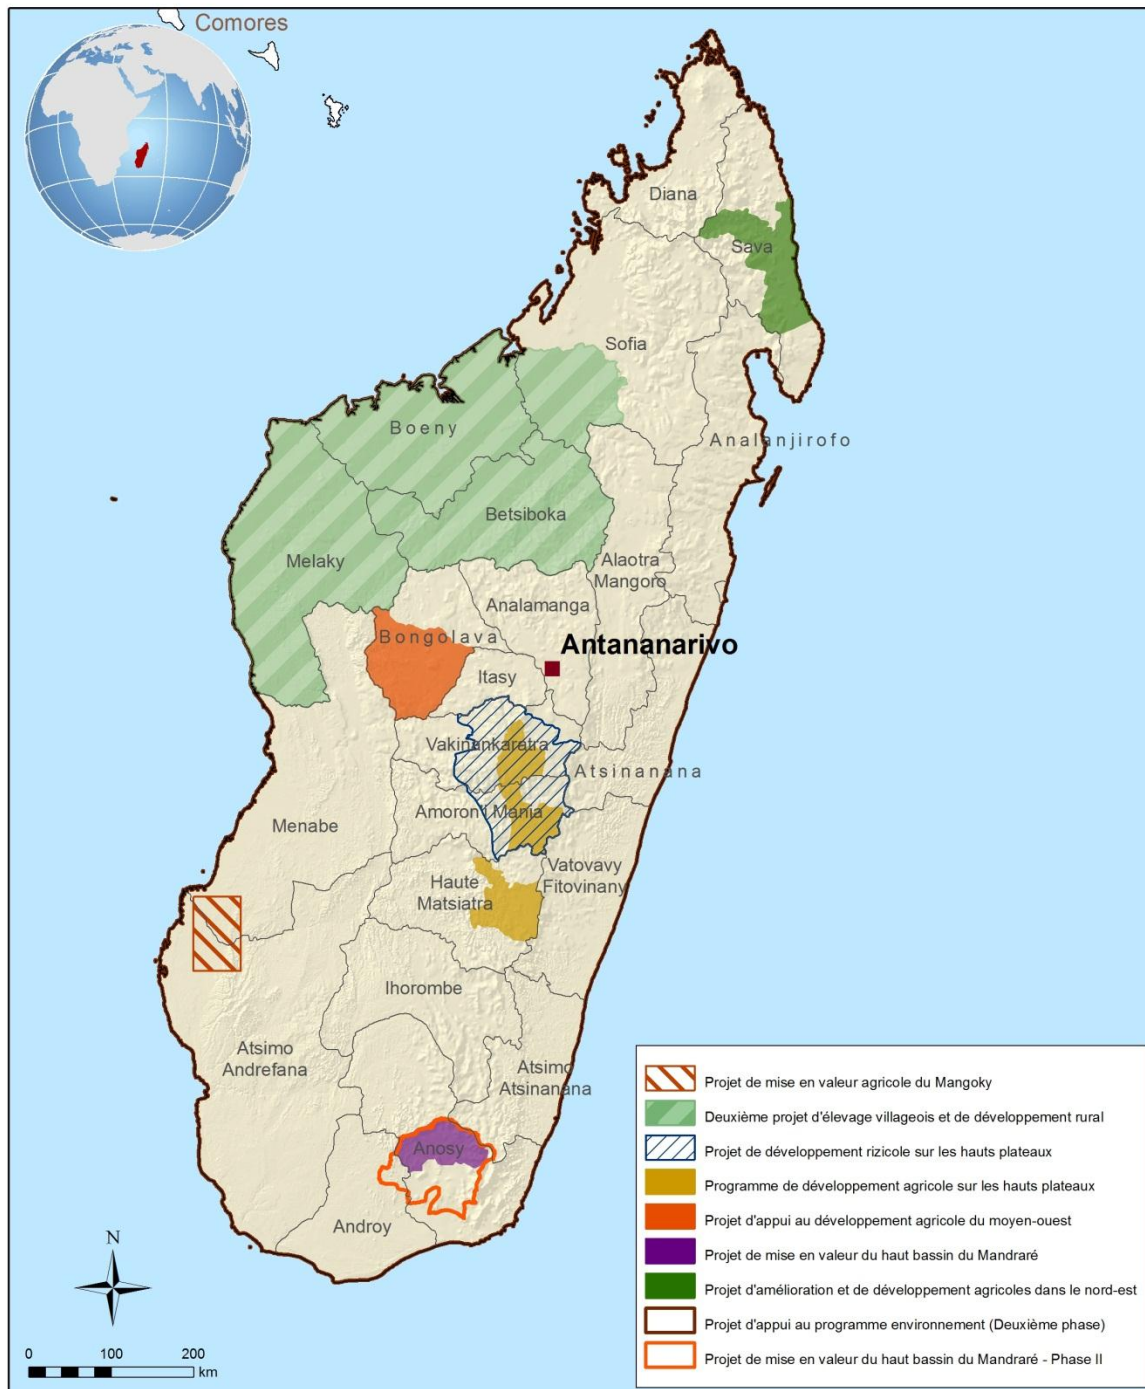 Comores
Diana
Sava
Sofia
Boeny
Analanjirofo
Betsiboka
Melaky
Alaotra
Mangoro
Analamanga
Bongolava
Antananarivo
Itasy
Vakinankaratra
Atsinanana
Amoron i Mania
Menabe
Vatovavy
Fitovinany
Haute
Matsiatra
Ihorombe
Atsimo
Andrefana
Atsimo
Atsinanana
Anosy
Androy
N
0 100 200
km
Projet de mise en valeur agricole du Mangoky
Deuxième projet d'élevage villageois et de développement rural
Projet de développement rizicole sur les hauts plateaux
Programme de développement agricole sur les hauts plateaux
Projet d'appui au développement agricole du moyen-ouest
Projet de mise en valeur du haut bassin du Mandraré
Projet d'amélioration et de développement agricoles dans le nord-est
Projet d'appui au programme environnement (Deuxième phase)
Projet de mise en valeur du haut bassin du Mandraré - Phase II